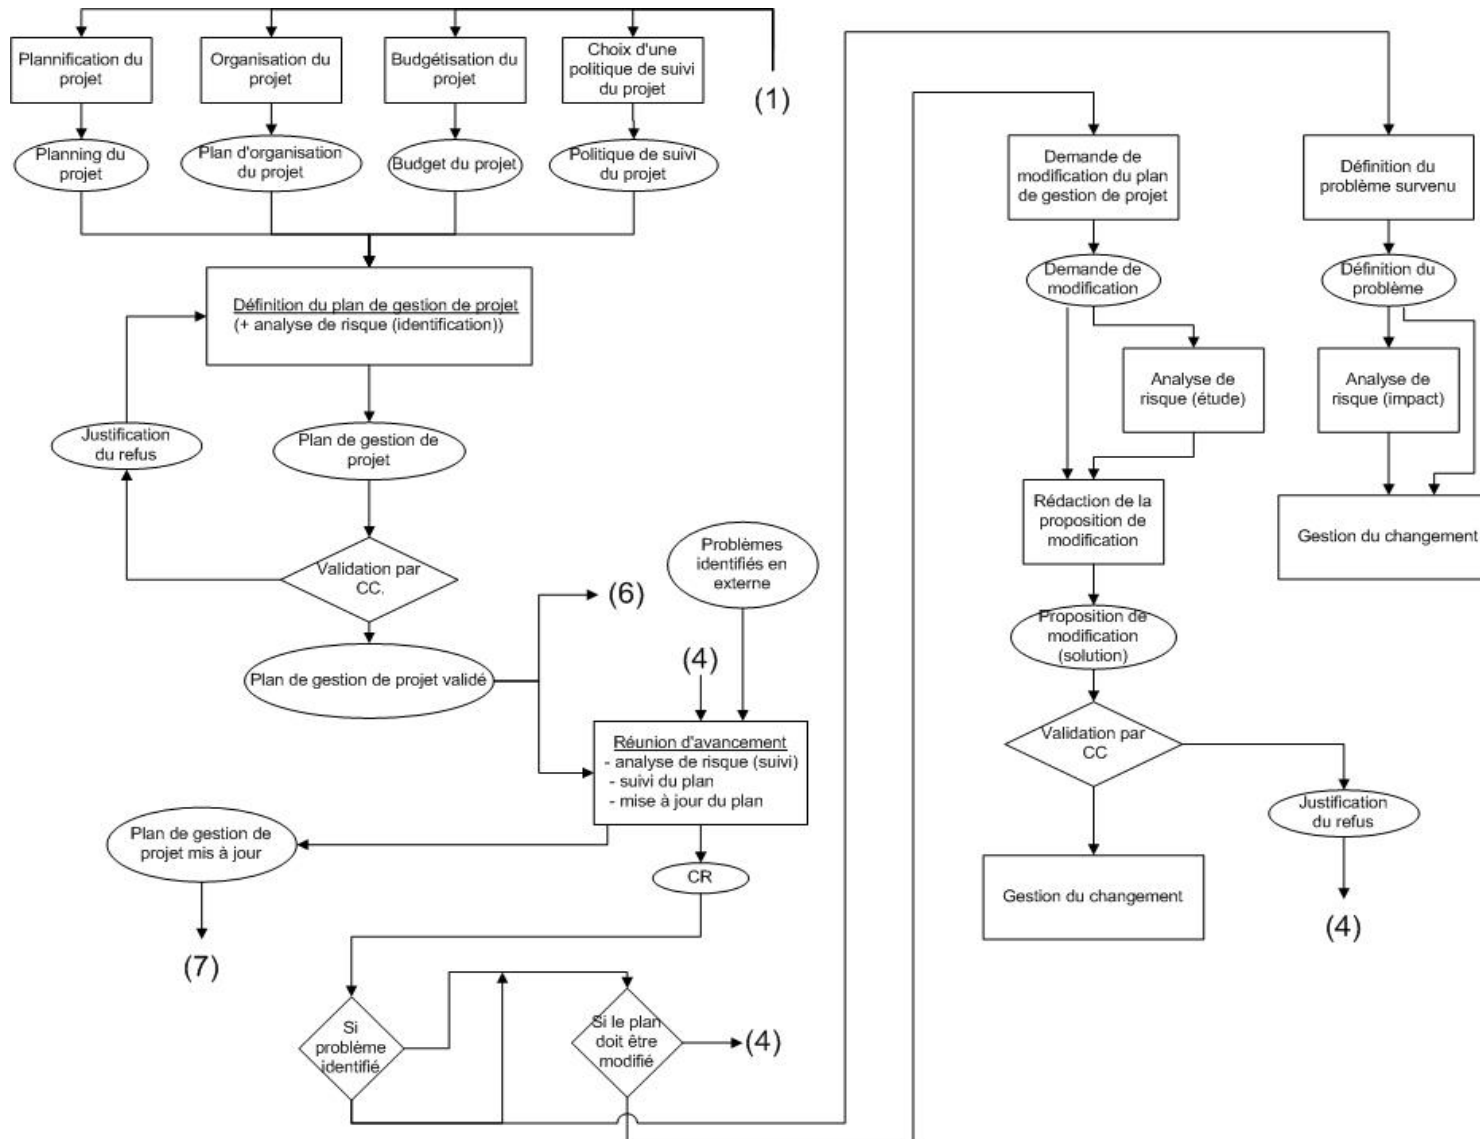 Plannification du
projet
Organisation du
projet
Budgétisation du
projet
Choix d'une
politique de suivi
du projet
(1)
Planning du
projet
Plan d'organisation
du projet
Budget du projet
Politique de suivi
du projet
Définition du plan de gestion de projet
(+ analyse de risque (identification))
Justification
du refus
Plan de gestion de
projet
Validation par
CC.
Plan de gestion de projet validé
(6)
Problèmes
identifiés en
externe
(4)
Réunion d'avancement
- analyse de risque (suivi)
- suivi du plan
- mise à jour du plan
Plan de gestion de
projet mis à jour
(7)
CR
Si
problème
identifié
Si le plan
doit être
modifié
(4)
Demande de
modification du plan
de gestion de projet
Demande de
modification
Analyse de
risque (étude)
Rédaction de la
proposition de
modification
Proposition de
modification
(solution)
Validation par
CC
Gestion du changement
Justification
du refus
(4)
Définition du
problème survenu
Définition du
problème
Analyse de
risque (impact)
Gestion du changement